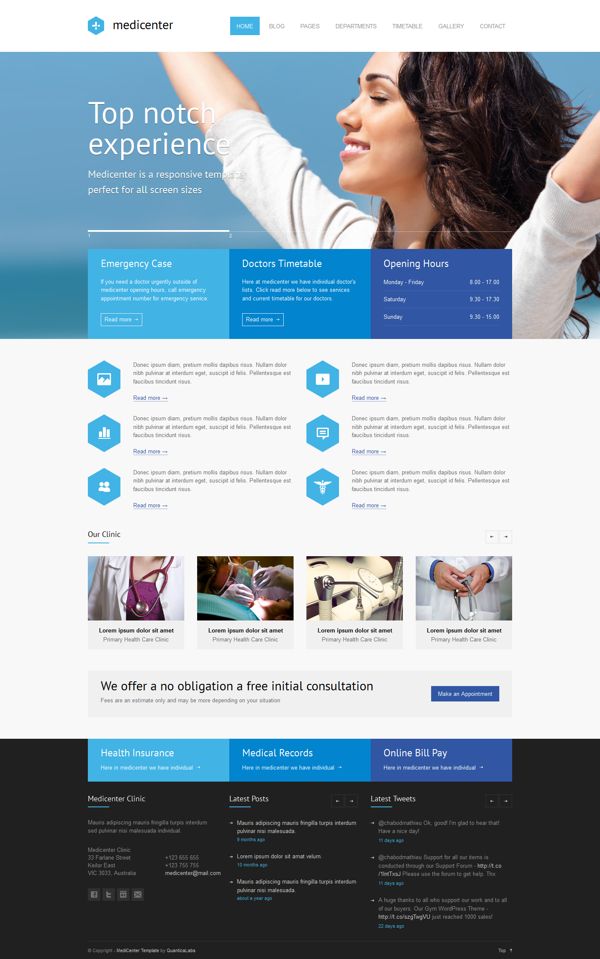 medicenter
HOME BLOG PAGES DEPARTMENTS TIMETABLE GALLERY CONTACT
Top notch
experience
Medicenter is a responsive template
perfect for all screen sizes
1 2
Emergency Case
If you need a doctor urgently outside of
medicenter opening hours, call emergency
appointment number for emergency service.
Read more →
Doctors Timetable
Here at medicenter we have individual doctor's
lists. Click read more below to see services
and current timetable for our doctors.
Read more →
Opening Hours
Monday - Friday 8.00 - 17.00
Saturday 9.30 - 17.30
Sunday 9.30 - 15.00
Donec ipsum diam, pretium mollis dapibus risus. Nullam dolor
nibh pulvinar at interdum eget, suscipit id felis. Pellentesque est
faucibus tincidunt risus.
Read more →
Donec ipsum diam, pretium mollis dapibus risus. Nullam dolor
nibh pulvinar at interdum eget, suscipit id felis. Pellentesque est
faucibus tincidunt risus.
Read more →
Donec ipsum diam, pretium mollis dapibus risus. Nullam dolor
nibh pulvinar at interdum eget, suscipit id felis. Pellentesque est
faucibus tincidunt risus.
Read more →
Donec ipsum diam, pretium mollis dapibus risus. Nullam dolor
nibh pulvinar at interdum eget, suscipit id felis. Pellentesque est
faucibus tincidunt risus.
Read more →
Donec ipsum diam, pretium mollis dapibus risus. Nullam dolor
nibh pulvinar at interdum eget, suscipit id felis. Pellentesque est
faucibus tincidunt risus.
Read more →
Donec ipsum diam, pretium mollis dapibus risus. Nullam dolor
nibh pulvinar at interdum eget, suscipit id felis. Pellentesque est
faucibus tincidunt risus.
Read more →
Our Clinic
Lorem ipsum dolor sit amet
Primary Health Care Clinic
Lorem ipsum dolor sit amet
Primary Health Care Clinic
Lorem ipsum dolor sit amet
Primary Health Care Clinic
Lorem ipsum dolor sit amet
Primary Health Care Clinic
We offer a no obligation a free initial consultation
Fees are an estimate only and may be more depending on your situation
Make an Appointment
Health Insurance
Here in medicenter we have individual →
Medical Records
Here in medicenter we have individual →
Online Bill Pay
Here in medicenter we have individual →
Medicenter Clinic
Mauris adipiscing mauris fringilla turpis interdum
sed pulvinar nisi malesuada individual.
Medicenter Clinic
33 Farlane Street +123 655 655
Keilor East +123 755 755
VIC 3033, Australia medicenter@mail.com
Latest Posts
Mauris adipiscing mauris fringilla turpis interdum
pulvinar nisi malesuada.
9 months ago
Lorem ipsum dolor sit amat velum.
10 months ago
Mauris adipiscing mauris fringilla turpis interdum
pulvinar nisi malesuada.
about a year ago
Latest Tweets
@chabodmathieu Ok, good! I'm glad to hear that!
Have a nice day!
11 days ago
@chabodmathieu Support for all our items is
conducted through our Support Forum - http://t.co
Please use the forum to get help. Thx
11 days ago
A huge thanks to all who support our work and to all
of our buyers. Our Gym WordPress Theme -
http://t.co/szgTwgVU just reached 1000 sales!
22 days ago
© Copyright - MediCenter Template by QuanticaLabs
Top ↑